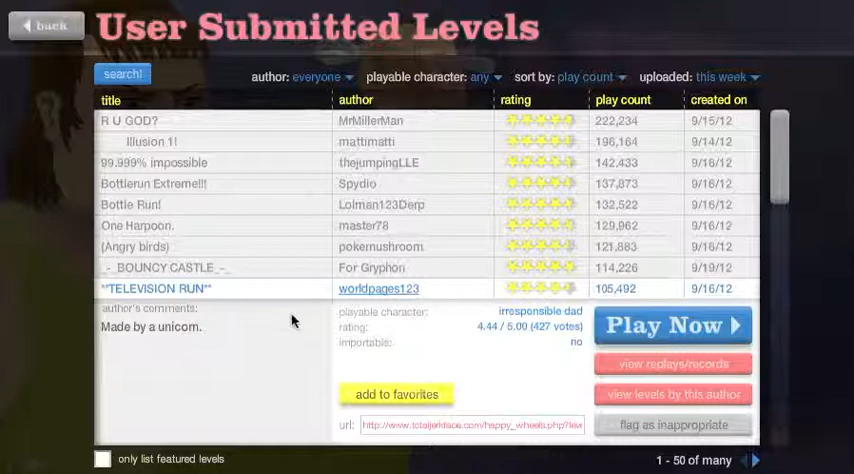 back
User Submitted Levels
search!
author: everyone playable character: any sort by: play count uploaded: this week
title author rating play count created on
R U GOD? MrMillerMan 222,234 9/15/12
Illusion 1! mattimatti 196,164 9/14/12
99.999% impossible thejumpingLLE 142,433 9/16/12
Bottlerun Extreme!!! Spydio 137,873 9/16/12
Bottle Run! Lolman123Derp 132,522 9/16/12
One Harpoon. master78 129,962 9/16/12
(Angry birds) pokemushroom 121,883 9/16/12
_-_BOUNCY CASTLE_-_ For Gryphon 114,226 9/19/12
**TELEVISION RUN** worldpages123 105,492 9/16/12
author's comments:
Made by a unicorn.
playable character: irresponsible dad
rating: 4.44 / 5.00 (427 votes)
importable: no
Play Now
view replays/records
add to favorites
view levels by this author
url: http://www.totaljerkface.com/happy_wheels.php?leve
flag as inappropriate
only list featured levels
1 - 50 of many